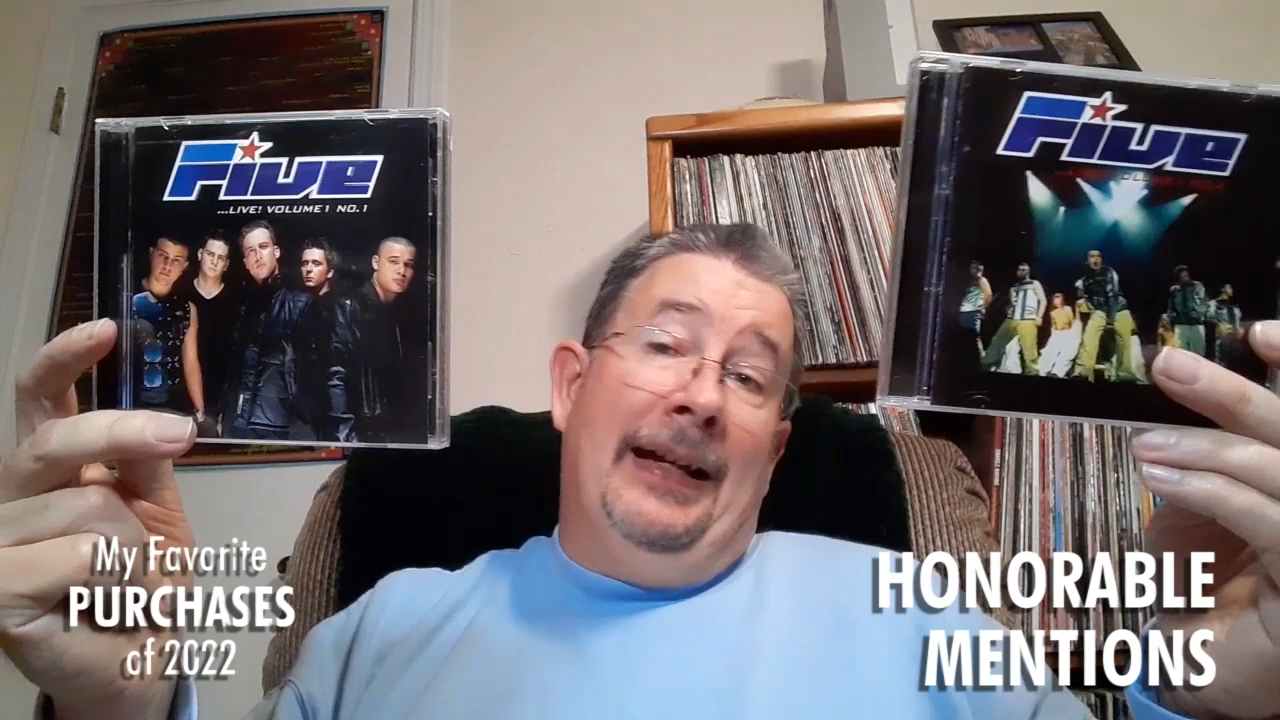 Five
...LIVE! VOLUME 1 NO.1
Five
My Favorite
PURCHASES
of 2022
HONORABLE
MENTIONS